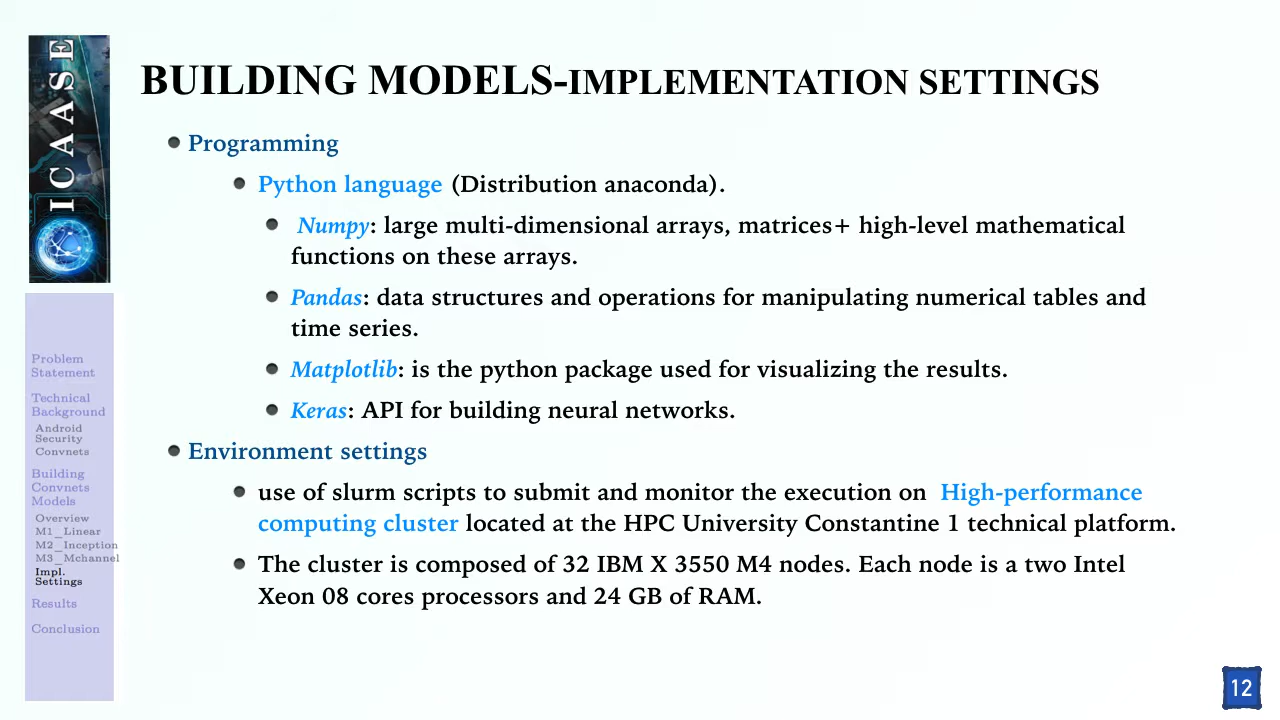 ICAASE
BUILDING MODELS-IMPLEMENTATION SETTINGS
Programming
Python language (Distribution anaconda).
Numpy: large multi-dimensional arrays, matrices+ high-level mathematical
functions on these arrays.
Pandas: data structures and operations for manipulating numerical tables and
time series.
Matplotlib: is the python package used for visualizing the results.
Keras: API for building neural networks.
Environment settings
use of slurm scripts to submit and monitor the execution on High-performance
computing cluster located at the HPC University Constantine 1 technical platform.
The cluster is composed of 32 IBM X 3550 M4 nodes. Each node is a two Intel
Xeon 08 cores processors and 24 GB of RAM.
Problem
Statement
Technical
Background
Android
Security
Convnets
Building
Convnets
Models
Overview
M1_Linear
M2_Inception
M3_Mchannel
Impl.
Settings
Results
Conclusion
12